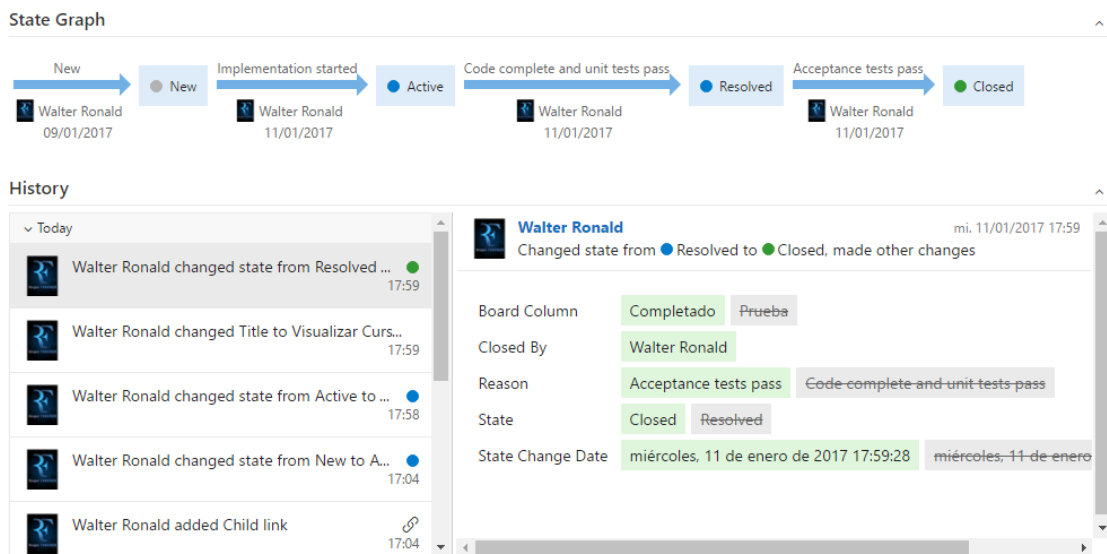 State Graph
New Implementation started Code complete and unit tests pass Acceptance tests pass
New Active Resolved Closed
Walter Ronald Walter Ronald Walter Ronald Walter Ronald
09/01/2017 11/01/2017 11/01/2017 11/01/2017
History
Today
Walter Ronald changed state from Resolved ...
17:59
Walter Ronald changed Title to Visualizar Curs...
17:59
Walter Ronald changed state from Active to ...
17:58
Walter Ronald changed state from New to A...
17:04
Walter Ronald added Child link
17:04
Walter Ronald mi. 11/01/2017 17:59
Changed state from Resolved to Closed, made other changes
Board Column Completado Prueba
Closed By Walter Ronald
Reason Acceptance tests pass Code complete and unit tests pass
State Closed Resolved
State Change Date miércoles, 11 de enero de 2017 17:59:28 miércoles, 11 de enero